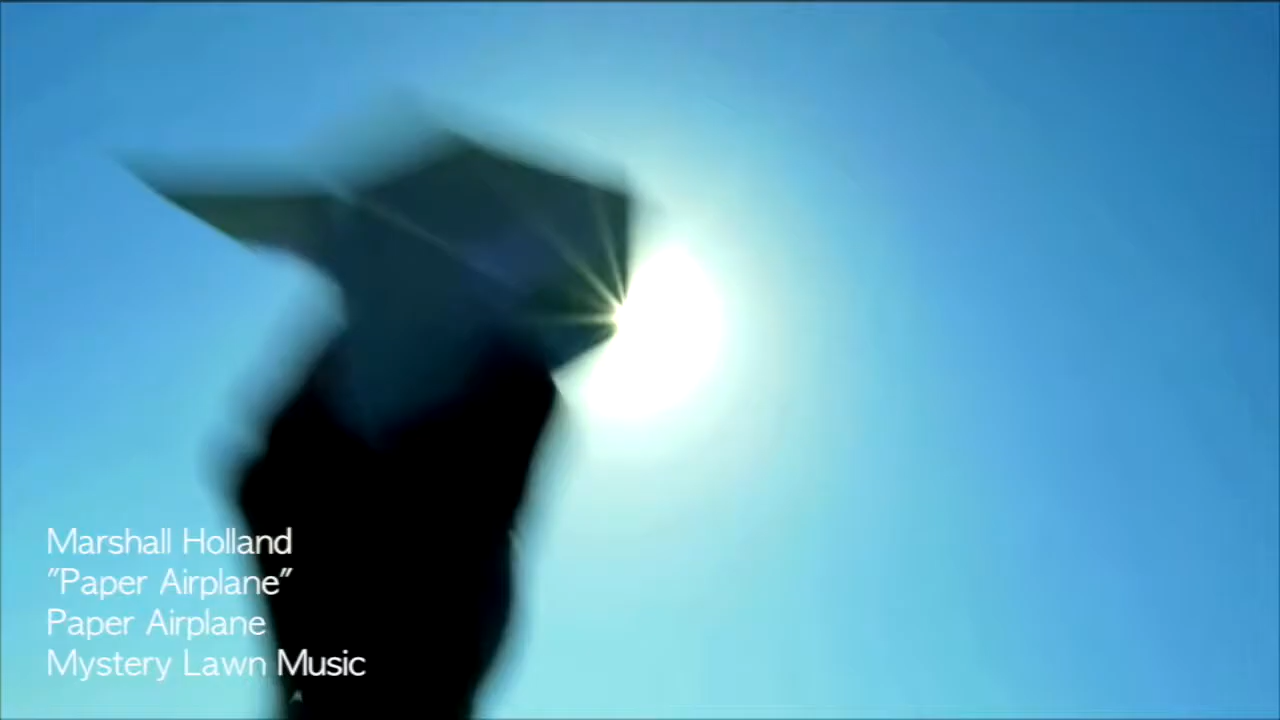 Marshall Holland
"Paper Airplane"
Paper Airplane
Mystery Lawn Music